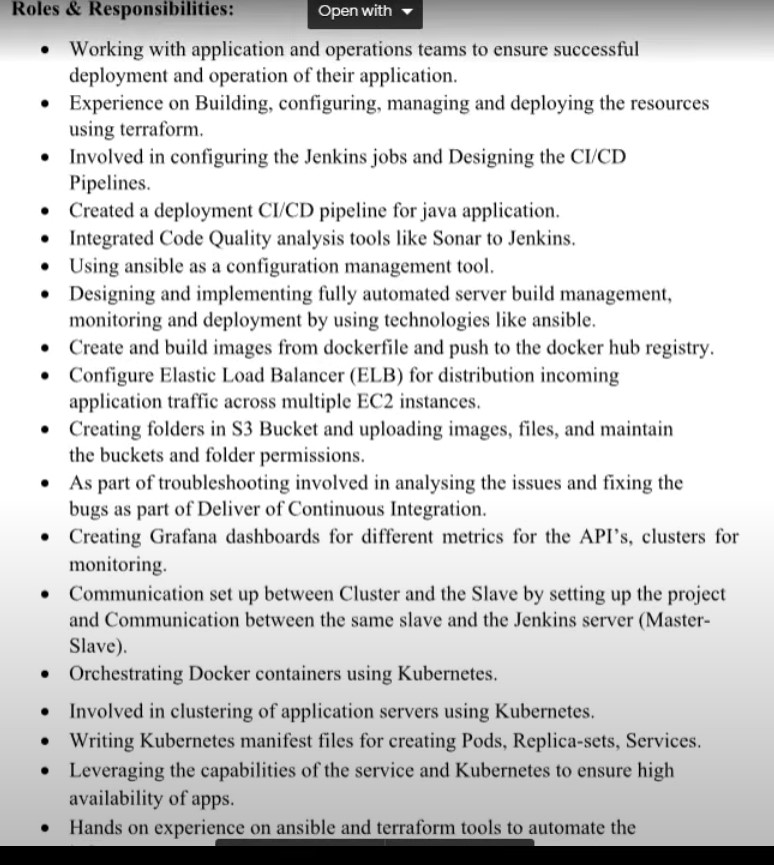 Roles & Responsibilities:
Open with
• Working with application and operations teams to ensure successful
deployment and operation of their application.
• Experience on Building, configuring, managing and deploying the resources
using terraform.
• Involved in configuring the Jenkins jobs and Designing the CI/CD
Pipelines.
• Created a deployment CI/CD pipeline for java application.
• Integrated Code Quality analysis tools like Sonar to Jenkins.
• Using ansible as a configuration management tool.
• Designing and implementing fully automated server build management,
monitoring and deployment by using technologies like ansible.
• Create and build images from dockerfile and push to the docker hub registry.
• Configure Elastic Load Balancer (ELB) for distribution incoming
application traffic across multiple EC2 instances.
• Creating folders in S3 Bucket and uploading images, files, and maintain
the buckets and folder permissions.
• As part of troubleshooting involved in analysing the issues and fixing the
bugs as part of Deliver of Continuous Integration.
• Creating Grafana dashboards for different metrics for the API’s, clusters for
monitoring.
• Communication set up between Cluster and the Slave by setting up the project
and Communication between the same slave and the Jenkins server (Master-
Slave).
• Orchestrating Docker containers using Kubernetes.
• Involved in clustering of application servers using Kubernetes.
• Writing Kubernetes manifest files for creating Pods, Replica-sets, Services.
• Leveraging the capabilities of the service and Kubernetes to ensure high
availability of apps.
• Hands on experience on ansible and terraform tools to automate the